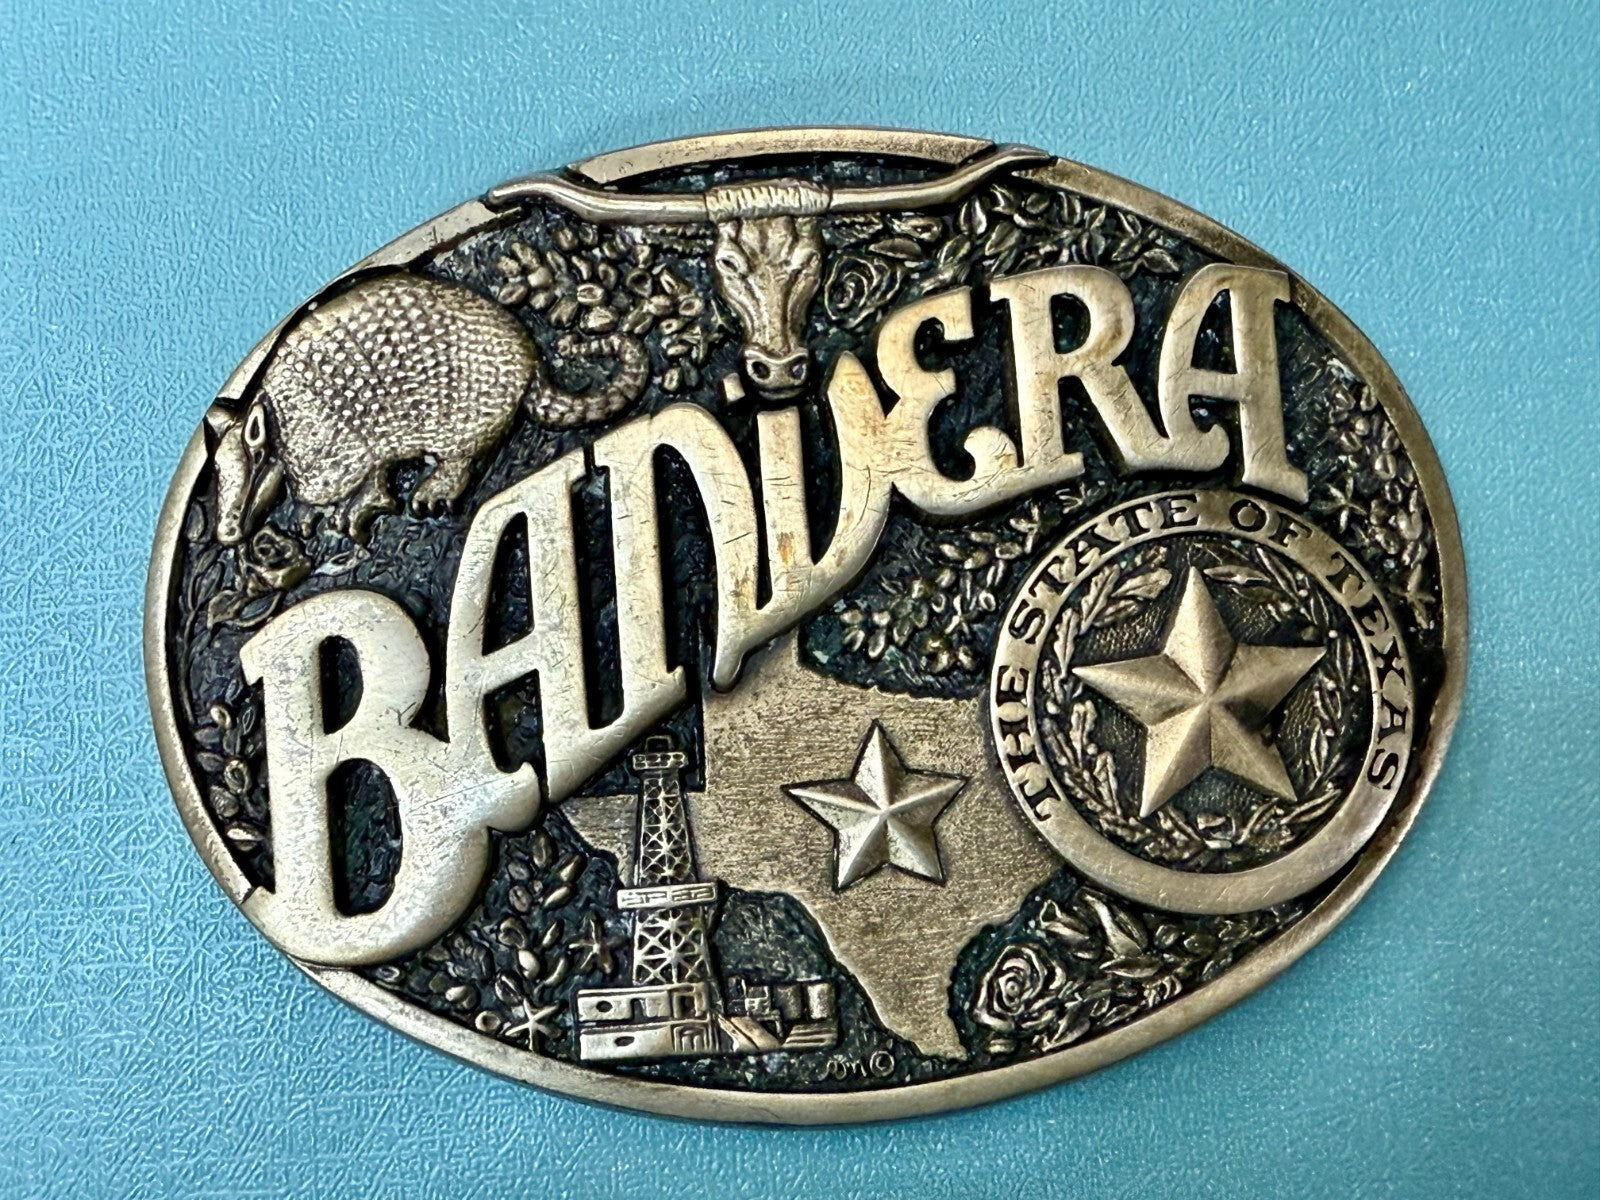 BANDERA
THE STATE OF TEXAS
©